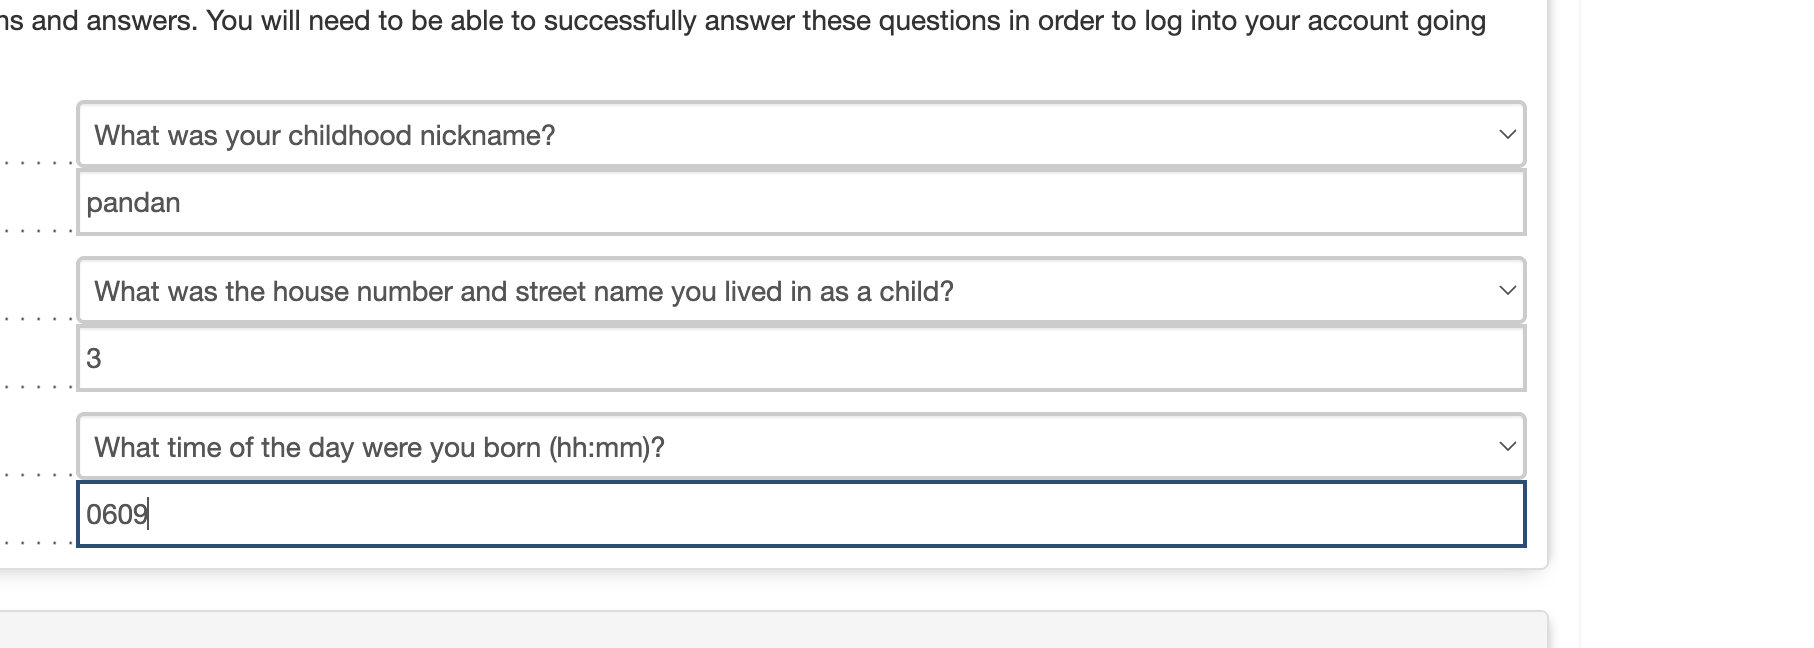 and answers. You will need to be able to successfully answer these questions in order to log into your account going
What was your childhood nickname?
pandan
What was the house number and street name you lived in as a child?
3
What time of the day were you born (hh:mm)?
0609